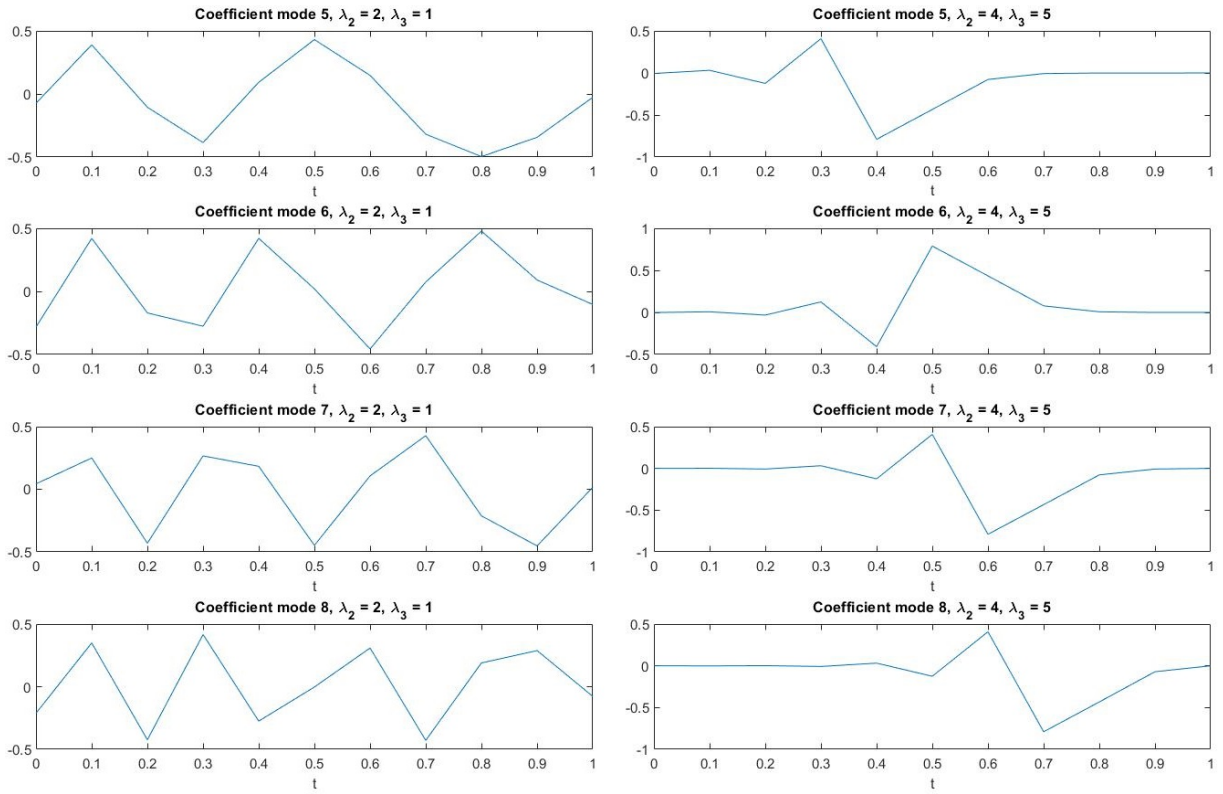 Coefficient mode 5, λ₂ = 2, λ₃ = 1
0.5
0
-0.5
0 0.1 0.2 0.3 0.4 0.5 0.6 0.7 0.8 0.9 1
t
Coefficient mode 5, λ₂ = 4, λ₃ = 5
0.5
0
-0.5
-1
0 0.1 0.2 0.3 0.4 0.5 0.6 0.7 0.8 0.9 1
t
Coefficient mode 6, λ₂ = 2, λ₃ = 1
0.5
0
-0.5
0 0.1 0.2 0.3 0.4 0.5 0.6 0.7 0.8 0.9 1
t
Coefficient mode 6, λ₂ = 4, λ₃ = 5
1
0.5
0
-0.5
0 0.1 0.2 0.3 0.4 0.5 0.6 0.7 0.8 0.9 1
t
Coefficient mode 7, λ₂ = 2, λ₃ = 1
0.5
0
-0.5
0 0.1 0.2 0.3 0.4 0.5 0.6 0.7 0.8 0.9 1
t
Coefficient mode 7, λ₂ = 4, λ₃ = 5
0.5
0
-0.5
-1
0 0.1 0.2 0.3 0.4 0.5 0.6 0.7 0.8 0.9 1
t
Coefficient mode 8, λ₂ = 2, λ₃ = 1
0.5
0
-0.5
0 0.1 0.2 0.3 0.4 0.5 0.6 0.7 0.8 0.9 1
t
Coefficient mode 8, λ₂ = 4, λ₃ = 5
0.5
0
-0.5
-1
0 0.1 0.2 0.3 0.4 0.5 0.6 0.7 0.8 0.9 1
t